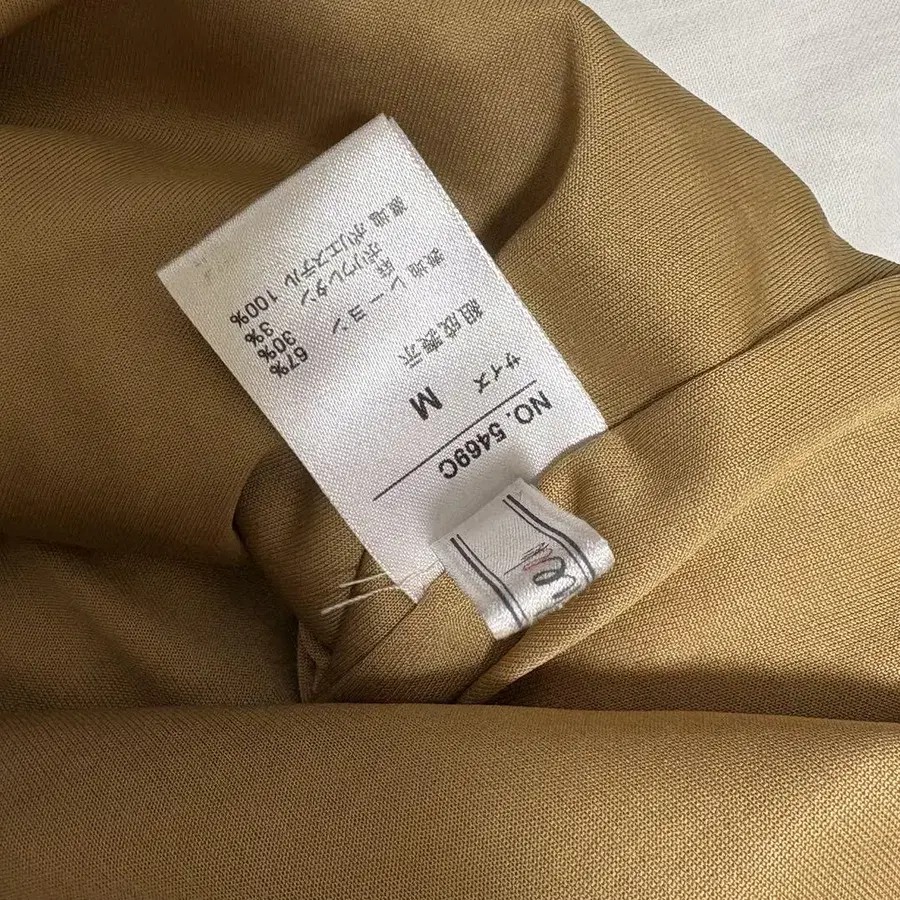 NO. 5469C
サイズ M
組成表示
表地 レーヨン 67%
麻 30%
ポリウレタン 3%
裏地 ポリエステル 100%